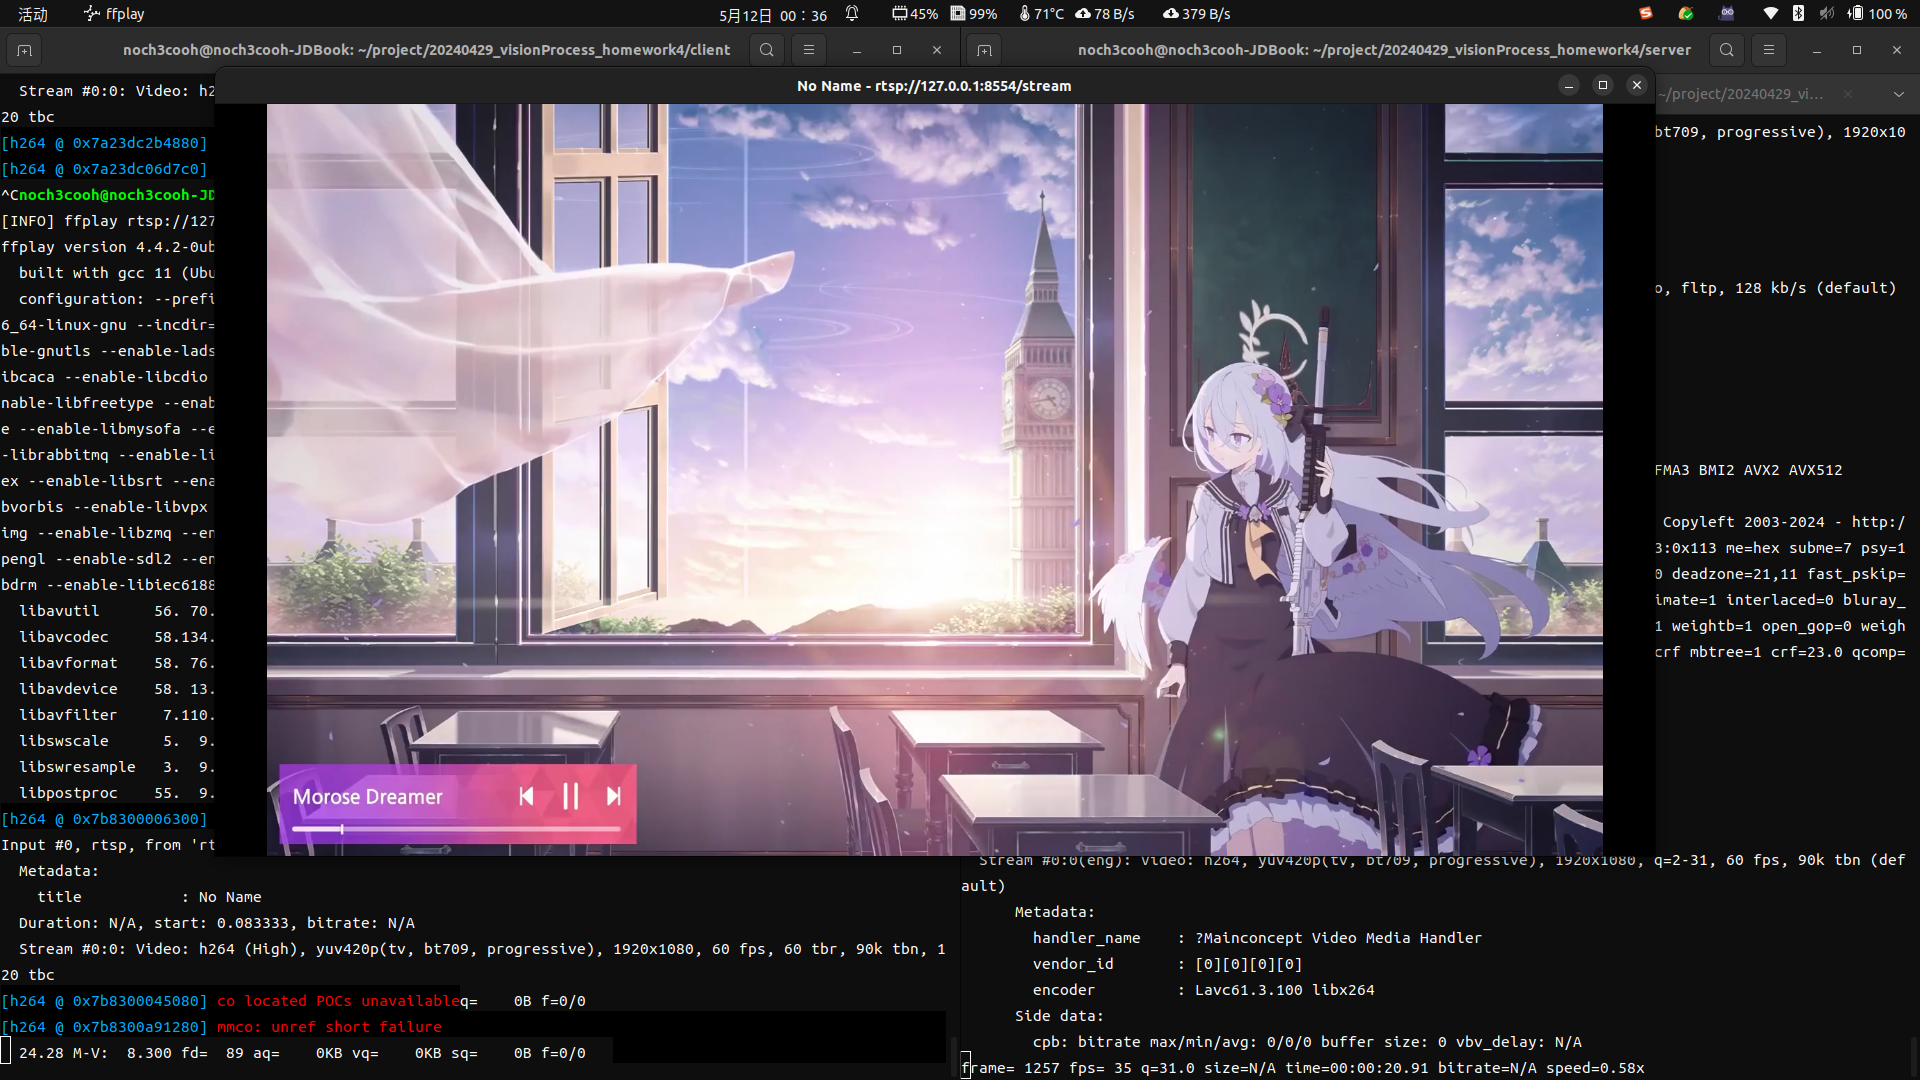 活动
ffplay
5月12日 00：36
45%
99%
71°C
78 B/s
379 B/s
100 %
noch3cooh@noch3cooh-JDBook: ~/project/20240429_visionProcess_homework4/client
noch3cooh@noch3cooh-JDBook: ~/project/20240429_visionProcess_homework4/server
No Name - rtsp://127.0.0.1:8554/stream
~/project/20240429_vi...
Stream #0:0: Video: h2
20 tbc
[h264 @ 0x7a23dc2b4880]
[h264 @ 0x7a23dc06d7c0]
^Cnoch3cooh@noch3cooh-JD
[INFO] ffplay rtsp://127
ffplay version 4.4.2-0ub
built with gcc 11 (Ubu
configuration: --prefi
6_64-linux-gnu --incdir=
ble-gnutls --enable-lads
ibcaca --enable-libcdio
nable-libfreetype --enab
e --enable-libmysofa --e
-librabbitmq --enable-li
ex --enable-libsrt --ena
bvorbis --enable-libvpx
img --enable-libzmq --en
pengl --enable-sdl2 --en
bdrm --enable-libiec6188
libavutil 56. 70.
libavcodec 58.134.
libavformat 58. 76.
libavdevice 58. 13.
libavfilter 7.110.
libswscale 5. 9.
libswresample 3. 9.
libpostproc 55. 9.
[h264 @ 0x7b8300006300]
Input #0, rtsp, from 'rt
Metadata:
title : No Name
Duration: N/A, start: 0.083333, bitrate: N/A
Stream #0:0: Video: h264 (High), yuv420p(tv, bt709, progressive), 1920x1080, 60 fps, 60 tbr, 90k tbn, 1
20 tbc
[h264 @ 0x7b8300045080] co located POCs unavailableq= 0B f=0/0
[h264 @ 0x7b8300a91280] mmco: unref short failure
24.28 M-V: 8.300 fd= 89 aq= 0KB vq= 0KB sq= 0B f=0/0
Morose Dreamer
bt709, progressive), 1920x10
o, fltp, 128 kb/s (default)
FMA3 BMI2 AVX2 AVX512
Copyleft 2003-2024 - http:/
3:0x113 me=hex subme=7 psy=1
0 deadzone=21,11 fast_pskip=
imate=1 interlaced=0 bluray_
1 weightb=1 open_gop=0 weigh
crf mbtree=1 crf=23.0 qcomp=
Stream #0:0(eng): Video: h264, yuv420p(tv, bt709, progressive), 1920x1080, q=2-31, 60 fps, 90k tbn (def
ault)
Metadata:
handler_name : ?Mainconcept Video Media Handler
vendor_id : [0][0][0][0]
encoder : Lavc61.3.100 libx264
Side data:
cpb: bitrate max/min/avg: 0/0/0 buffer size: 0 vbv_delay: N/A
frame= 1257 fps= 35 q=31.0 size=N/A time=00:00:20.91 bitrate=N/A speed=0.58x